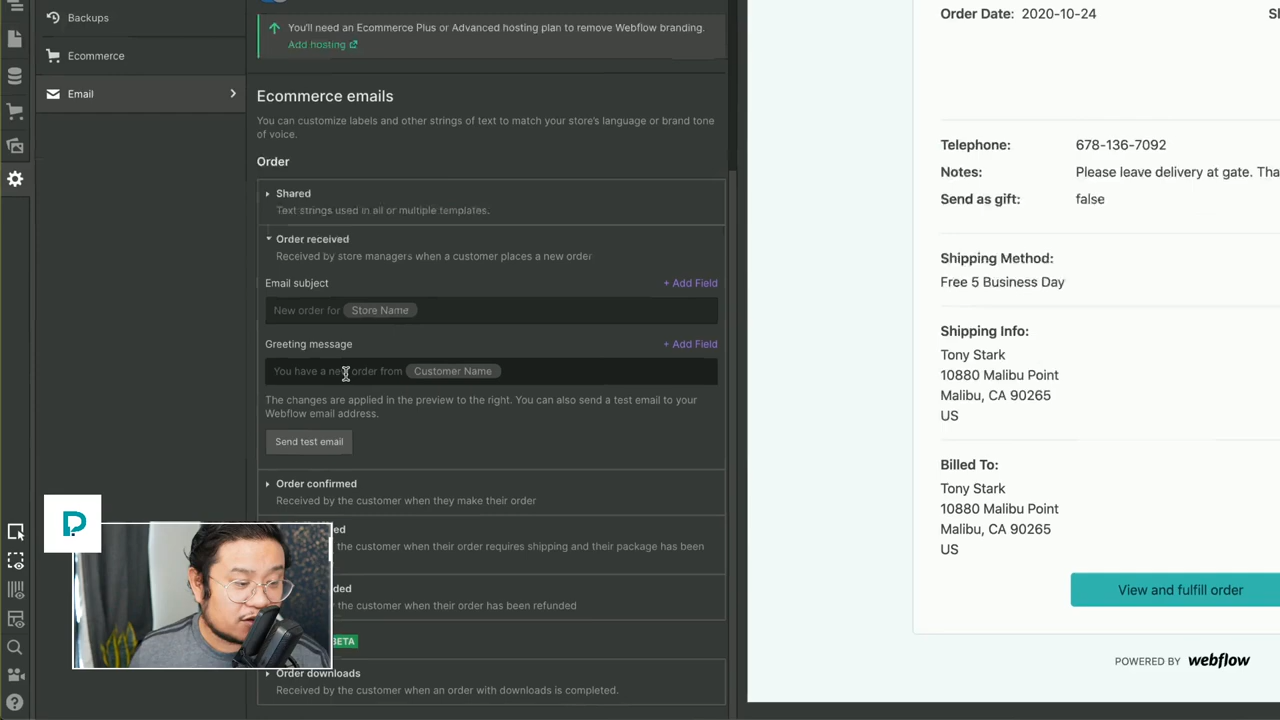 Backups
Ecommerce
Email
You'll need an Ecommerce Plus or Advanced hosting plan to remove Webflow branding.
Add hosting
Ecommerce emails
You can customize labels and other strings of text to match your store's language or brand tone
of voice.
Order
Shared
Text strings used in all or multiple templates.
Order received
Received by store managers when a customer places a new order
Email subject
+ Add Field
New order for Store Name
Greeting message
+ Add Field
You have a new order from Customer Name
The changes are applied in the preview to the right. You can also send a test email to your
Webflow email address.
Send test email
Order confirmed
Received by the customer when they make their order
ed
the customer when their order requires shipping and their package has been
ded
the customer when their order has been refunded
BETA
Order downloads
Received by the customer when an order with downloads is completed.
Order Date: 2020-10-24
Telephone: 678-136-7092
Notes: Please leave delivery at gate. Tha
Send as gift: false
Shipping Method:
Free 5 Business Day
Shipping Info:
Tony Stark
10880 Malibu Point
Malibu, CA 90265
US
Billed To:
Tony Stark
10880 Malibu Point
Malibu, CA 90265
US
View and fulfill order
POWERED BY webflow